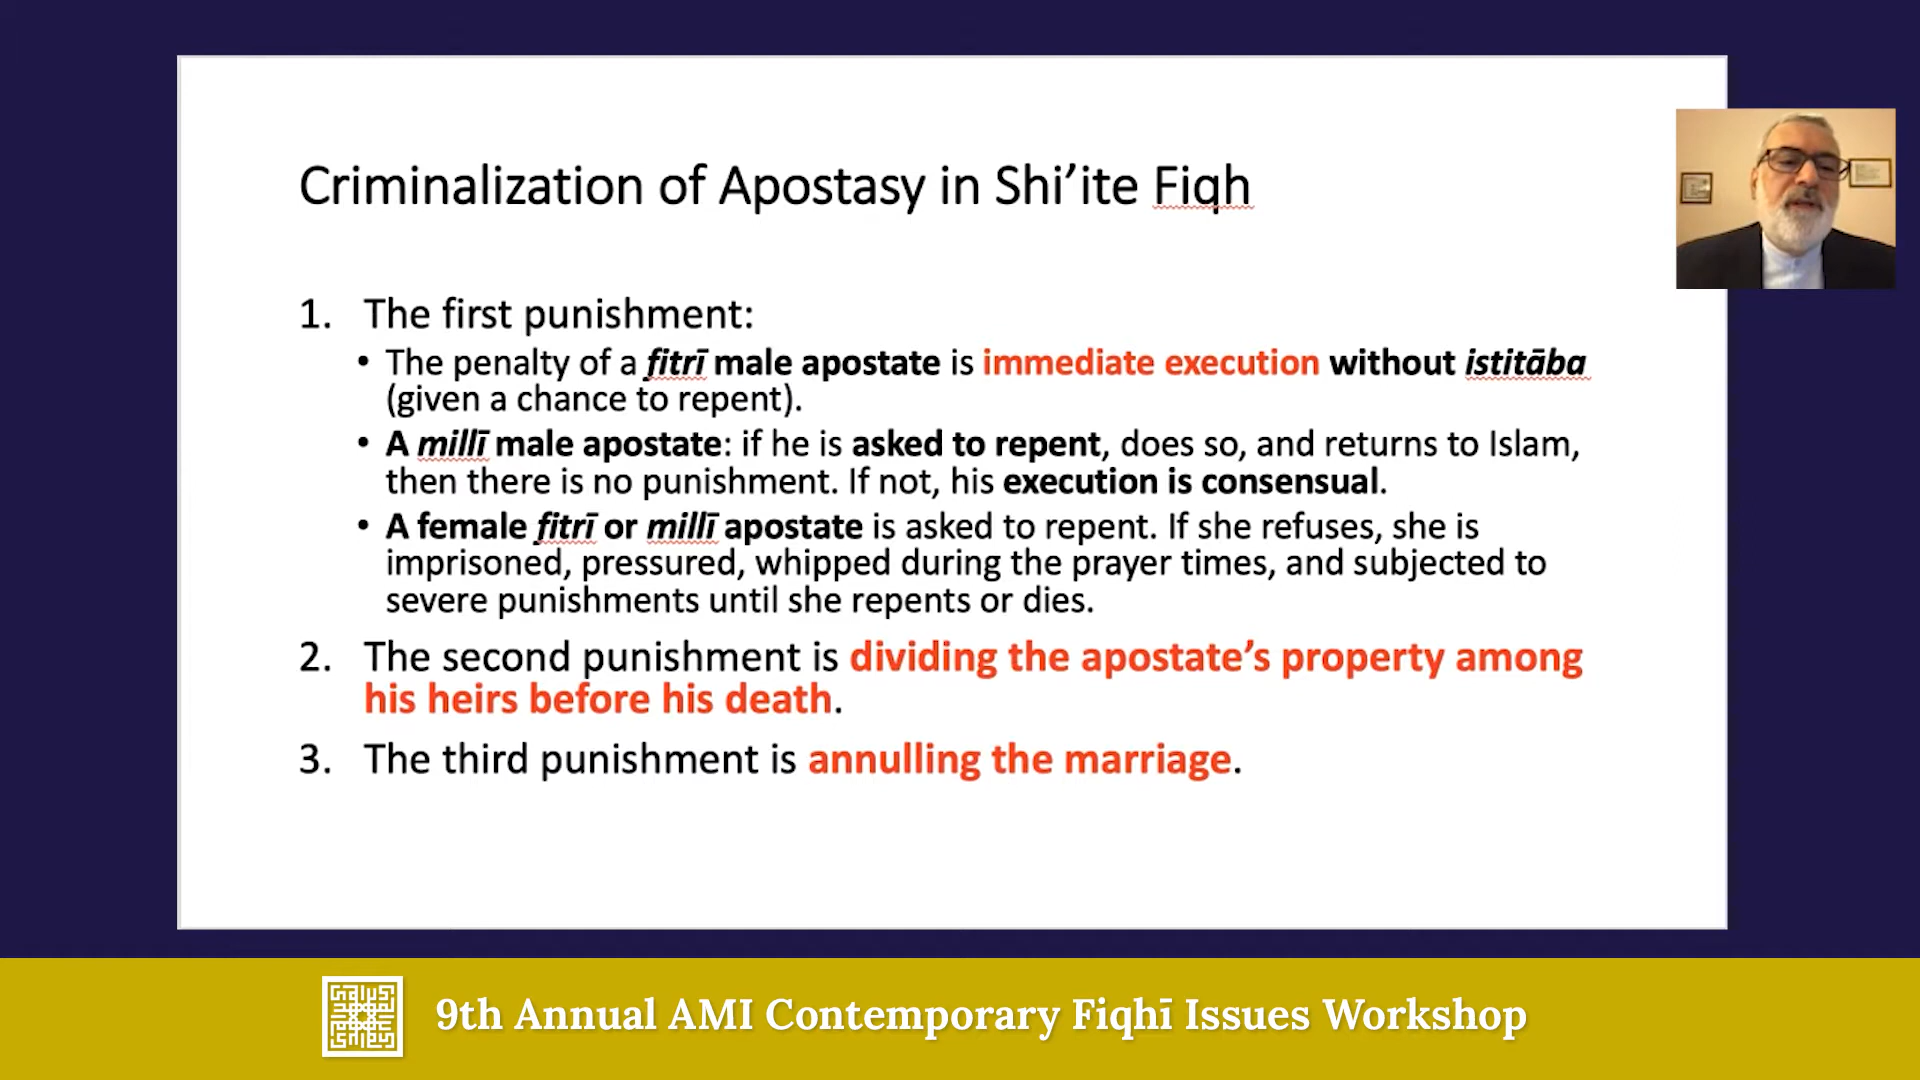 Criminalization of Apostasy in Shi’ite Fiqh
1. The first punishment:
• The penalty of a fitrī male apostate is immediate execution without istitāba
(given a chance to repent).
• A millī male apostate: if he is asked to repent, does so, and returns to Islam,
then there is no punishment. If not, his execution is consensual.
• A female fitrī or millī apostate is asked to repent. If she refuses, she is
imprisoned, pressured, whipped during the prayer times, and subjected to
severe punishments until she repents or dies.
2. The second punishment is dividing the apostate’s property among
his heirs before his death.
3. The third punishment is annulling the marriage.
9th Annual AMI Contemporary Fiqhī Issues Workshop